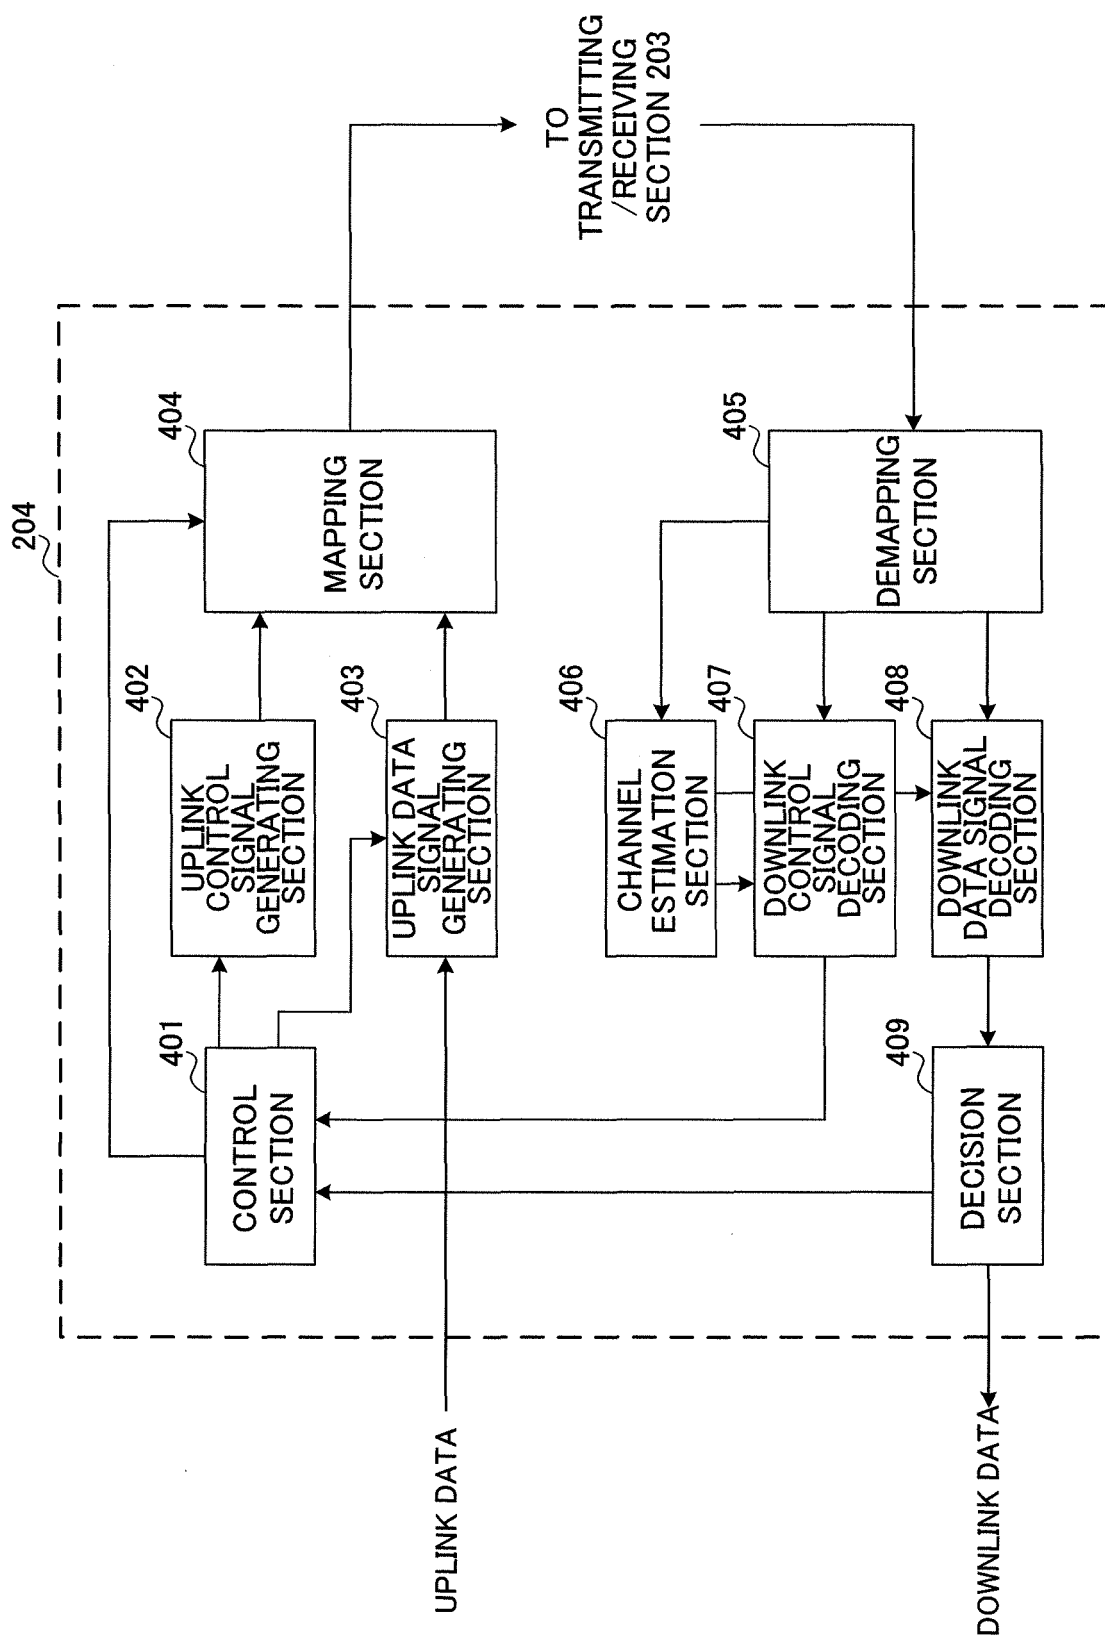 204
401
CONTROL
SECTION
402
UPLINK
CONTROL
SIGNAL
GENERATING
SECTION
403
UPLINK DATA
SIGNAL
GENERATING
SECTION
404
MAPPING
SECTION
TO
TRANSMITTING
/RECEIVING
SECTION 203
405
DEMAPPING
SECTION
406
CHANNEL
ESTIMATION
SECTION
407
DOWNLINK
CONTROL
SIGNAL
DECODING
SECTION
408
DOWNLINK
DATA SIGNAL
DECODING
SECTION
409
DECISION
SECTION
UPLINK DATA
DOWNLINK DATA